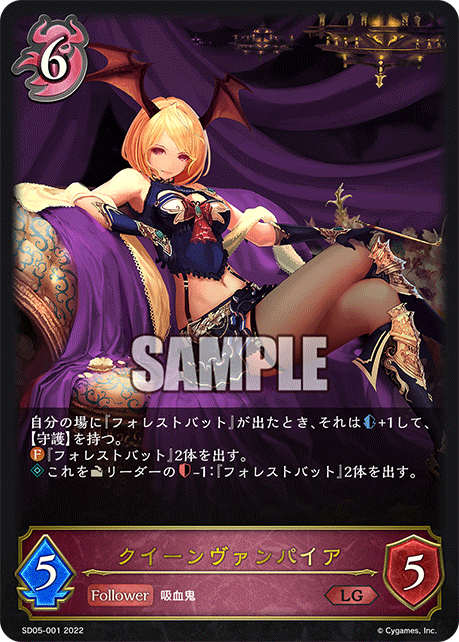 6
SAMPLE
自分の場に『フォレストバット』が出たとき、それは+1して、
【守護】を持つ。
F 『フォレストバット』2体を出す。
これをリーダーの-1:『フォレストバット』2体を出す。
クイーンヴァンパイア
5
Follower 吸血鬼
LG
5
SD05-001 2022
© Cygames, Inc.